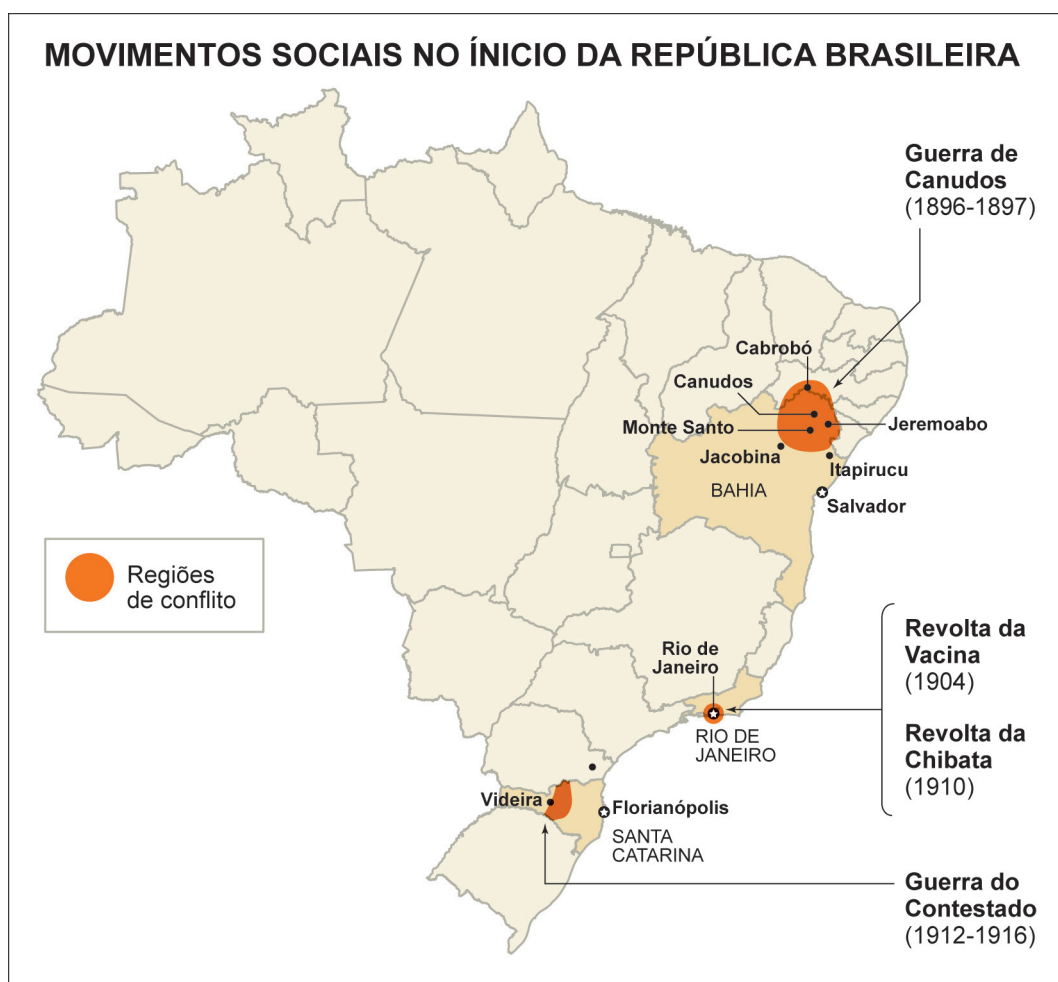 MOVIMENTOS SOCIAIS NO ÍNICIO DA REPÚBLICA BRASILEIRA
Guerra de
Canudos
(1896-1897)
Cabrobó
Canudos
Monte Santo
Jeremoabo
Jacobina
Itapirucu
BAHIA
Salvador
Regiões
de conflito
Rio de
Janeiro
RIO DE
JANEIRO
Revolta da
Vacina
(1904)
Revolta da
Chibata
(1910)
Videira
Florianópolis
SANTA
CATARINA
Guerra do
Contestado
(1912-1916)